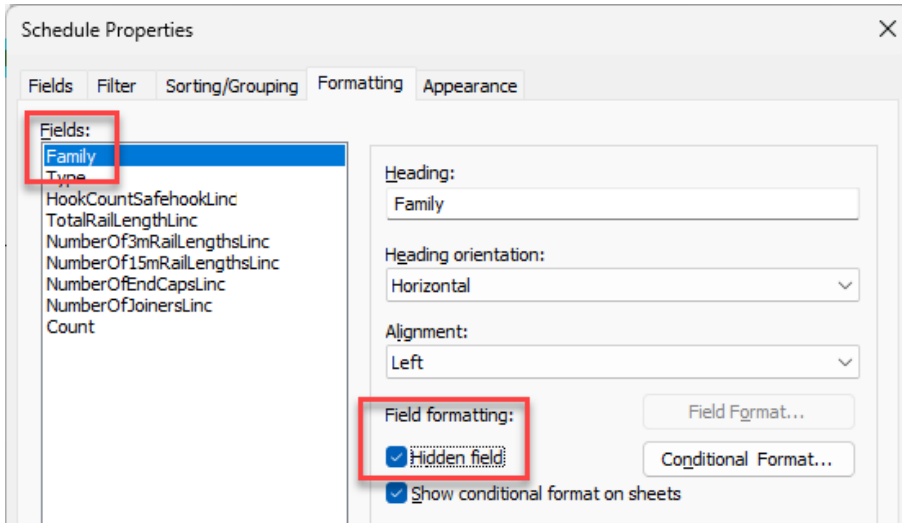 Schedule Properties
Fields Filter Sorting/Grouping Formatting Appearance
Fields:
Family
Type
HookCountSafehookLinc
TotalRailLengthLinc
NumberOf3mRailLengthsLinc
NumberOf15mRailLengthsLinc
NumberOfEndCapsLinc
NumberOfJoinersLinc
Count
Heading:
Family
Heading orientation:
Horizontal
Alignment:
Left
Field formatting:
Field Format...
Hidden field
Conditional Format...
Show conditional format on sheets